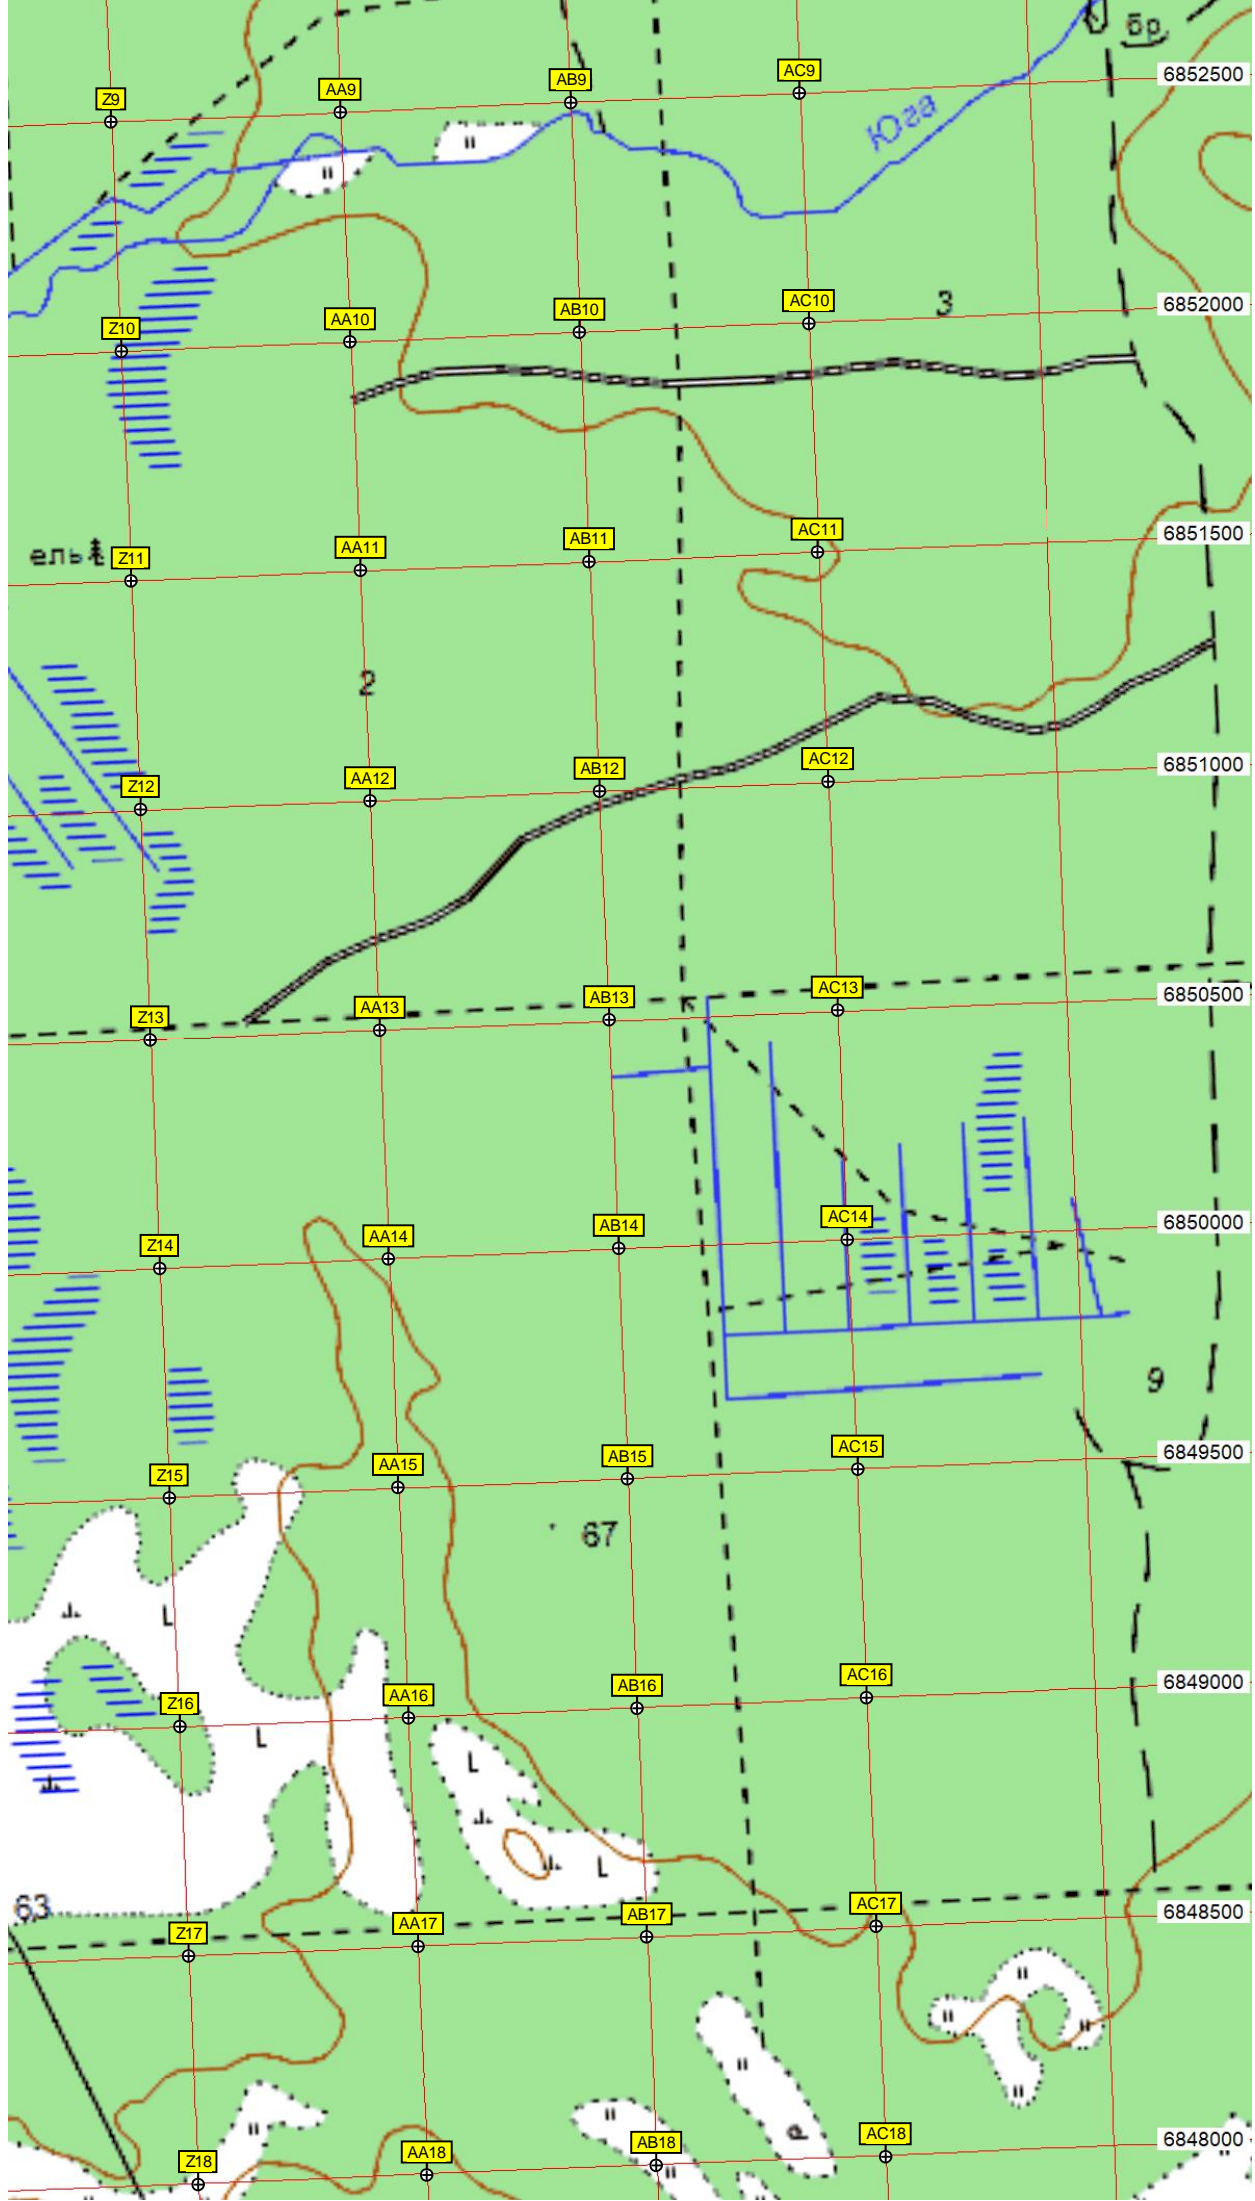 бр
6852500
AC9
AB9
AA9
Z9
Юга
6852000
3
AC10
AB10
AA10
Z10
6851500
AC11
AB11
AA11
ель
Z11
2
6851000
AC12
AB12
AA12
Z12
6850500
AC13
AB13
AA13
Z13
6850000
AC14
AB14
AA14
Z14
9
6849500
AC15
AB15
AA15
Z15
67
L
6849000
AC16
AB16
AA16
Z16
L
L
L
63
6848500
AC17
AB17
AA17
Z17
Р
6848000
AC18
AB18
AA18
Z18